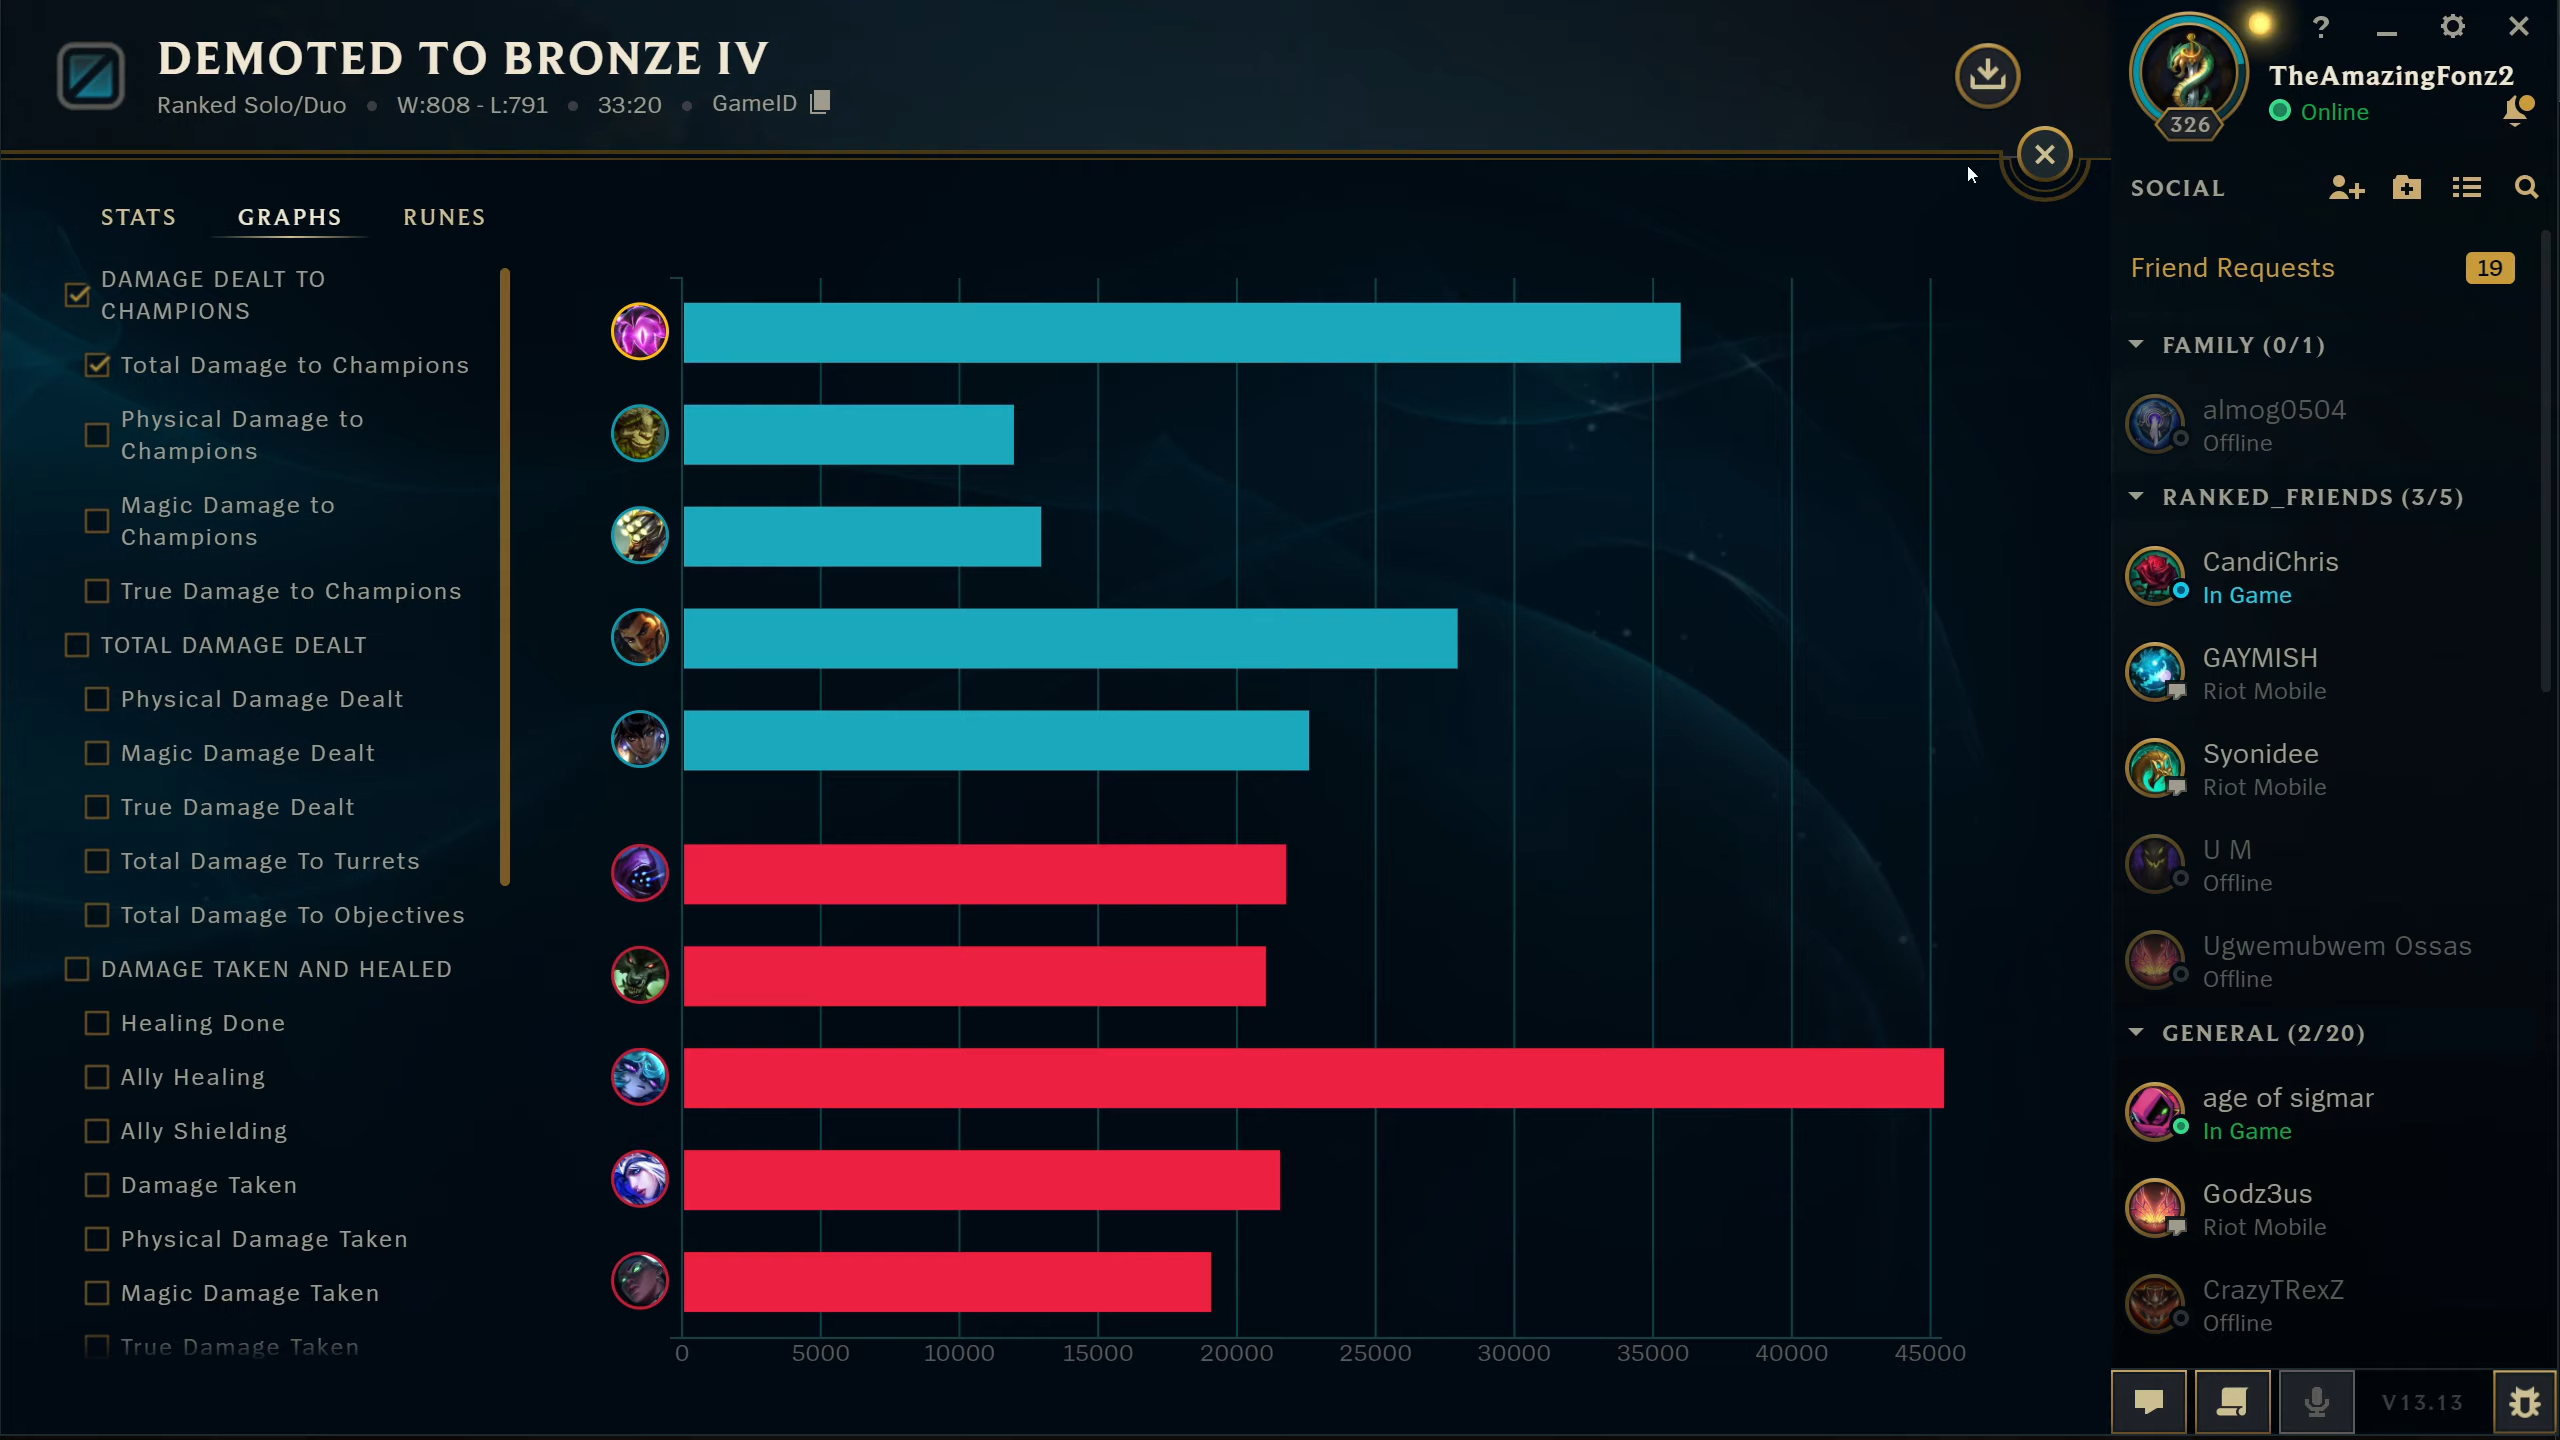 DEMOTED TO BRONZE IV
Ranked Solo/Duo • W:808 - L:791 • 33:20 • GameID
?
TheAmazingFonz2
Online
326
STATS
GRAPHS
RUNES
DAMAGE DEALT TO
CHAMPIONS
Total Damage to Champions
Physical Damage to
Champions
Magic Damage to
Champions
True Damage to Champions
TOTAL DAMAGE DEALT
Physical Damage Dealt
Magic Damage Dealt
True Damage Dealt
Total Damage To Turrets
Total Damage To Objectives
DAMAGE TAKEN AND HEALED
Healing Done
Ally Healing
Ally Shielding
Damage Taken
Physical Damage Taken
Magic Damage Taken
True Damage Taken
0 5000 10000 15000 20000 25000 30000 35000 40000 45000
SOCIAL
Friend Requests 19
FAMILY (0/1)
almog0504
Offline
RANKED_FRIENDS (3/5)
CandiChris
In Game
GAYMISH
Riot Mobile
Syonidee
Riot Mobile
U M
Offline
Ugwemubwem Ossas
Offline
GENERAL (2/20)
age of sigmar
In Game
Godz3us
Riot Mobile
CrazyTRexZ
Offline
V13.13